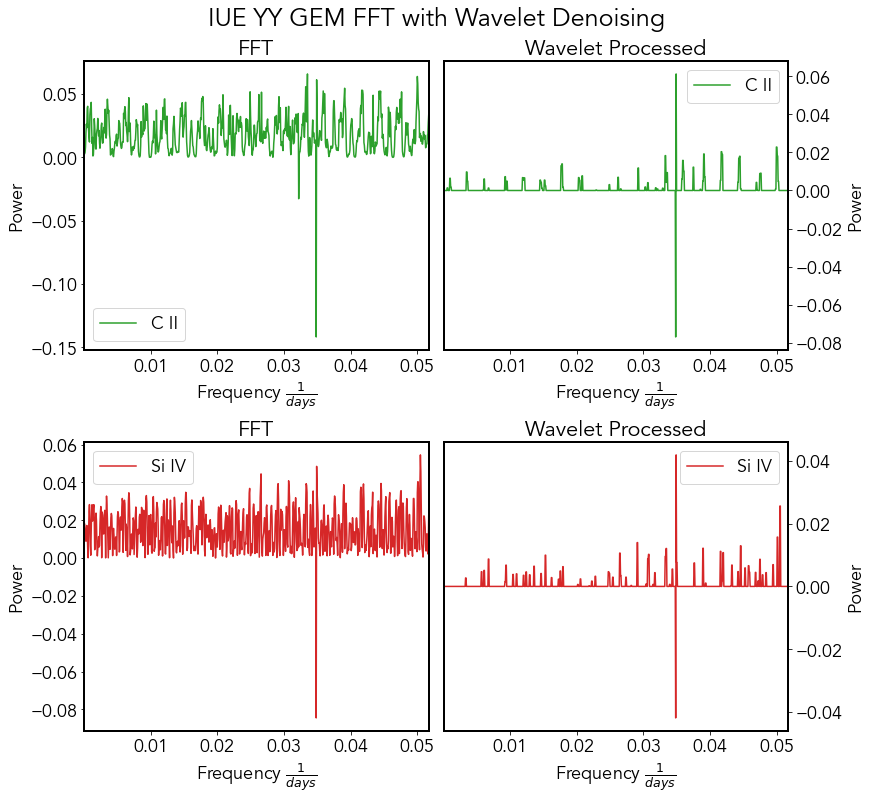 IUE YY GEM FFT with Wavelet Denoising
FFT
Wavelet Processed
Power
0.05
0.00
−0.05
−0.10
−0.15
C II
0.01 0.02 0.03 0.04 0.05
Frequency 1/days
C II
0.06
0.04
0.02
0.00
−0.02
−0.04
−0.06
−0.08
Power
0.01 0.02 0.03 0.04 0.05
Frequency 1/days
FFT
Wavelet Processed
Power
0.06
0.04
0.02
0.00
−0.02
−0.04
−0.06
−0.08
Si IV
0.01 0.02 0.03 0.04 0.05
Frequency 1/days
Si IV
0.04
0.02
0.00
−0.02
−0.04
Power
0.01 0.02 0.03 0.04 0.05
Frequency 1/days